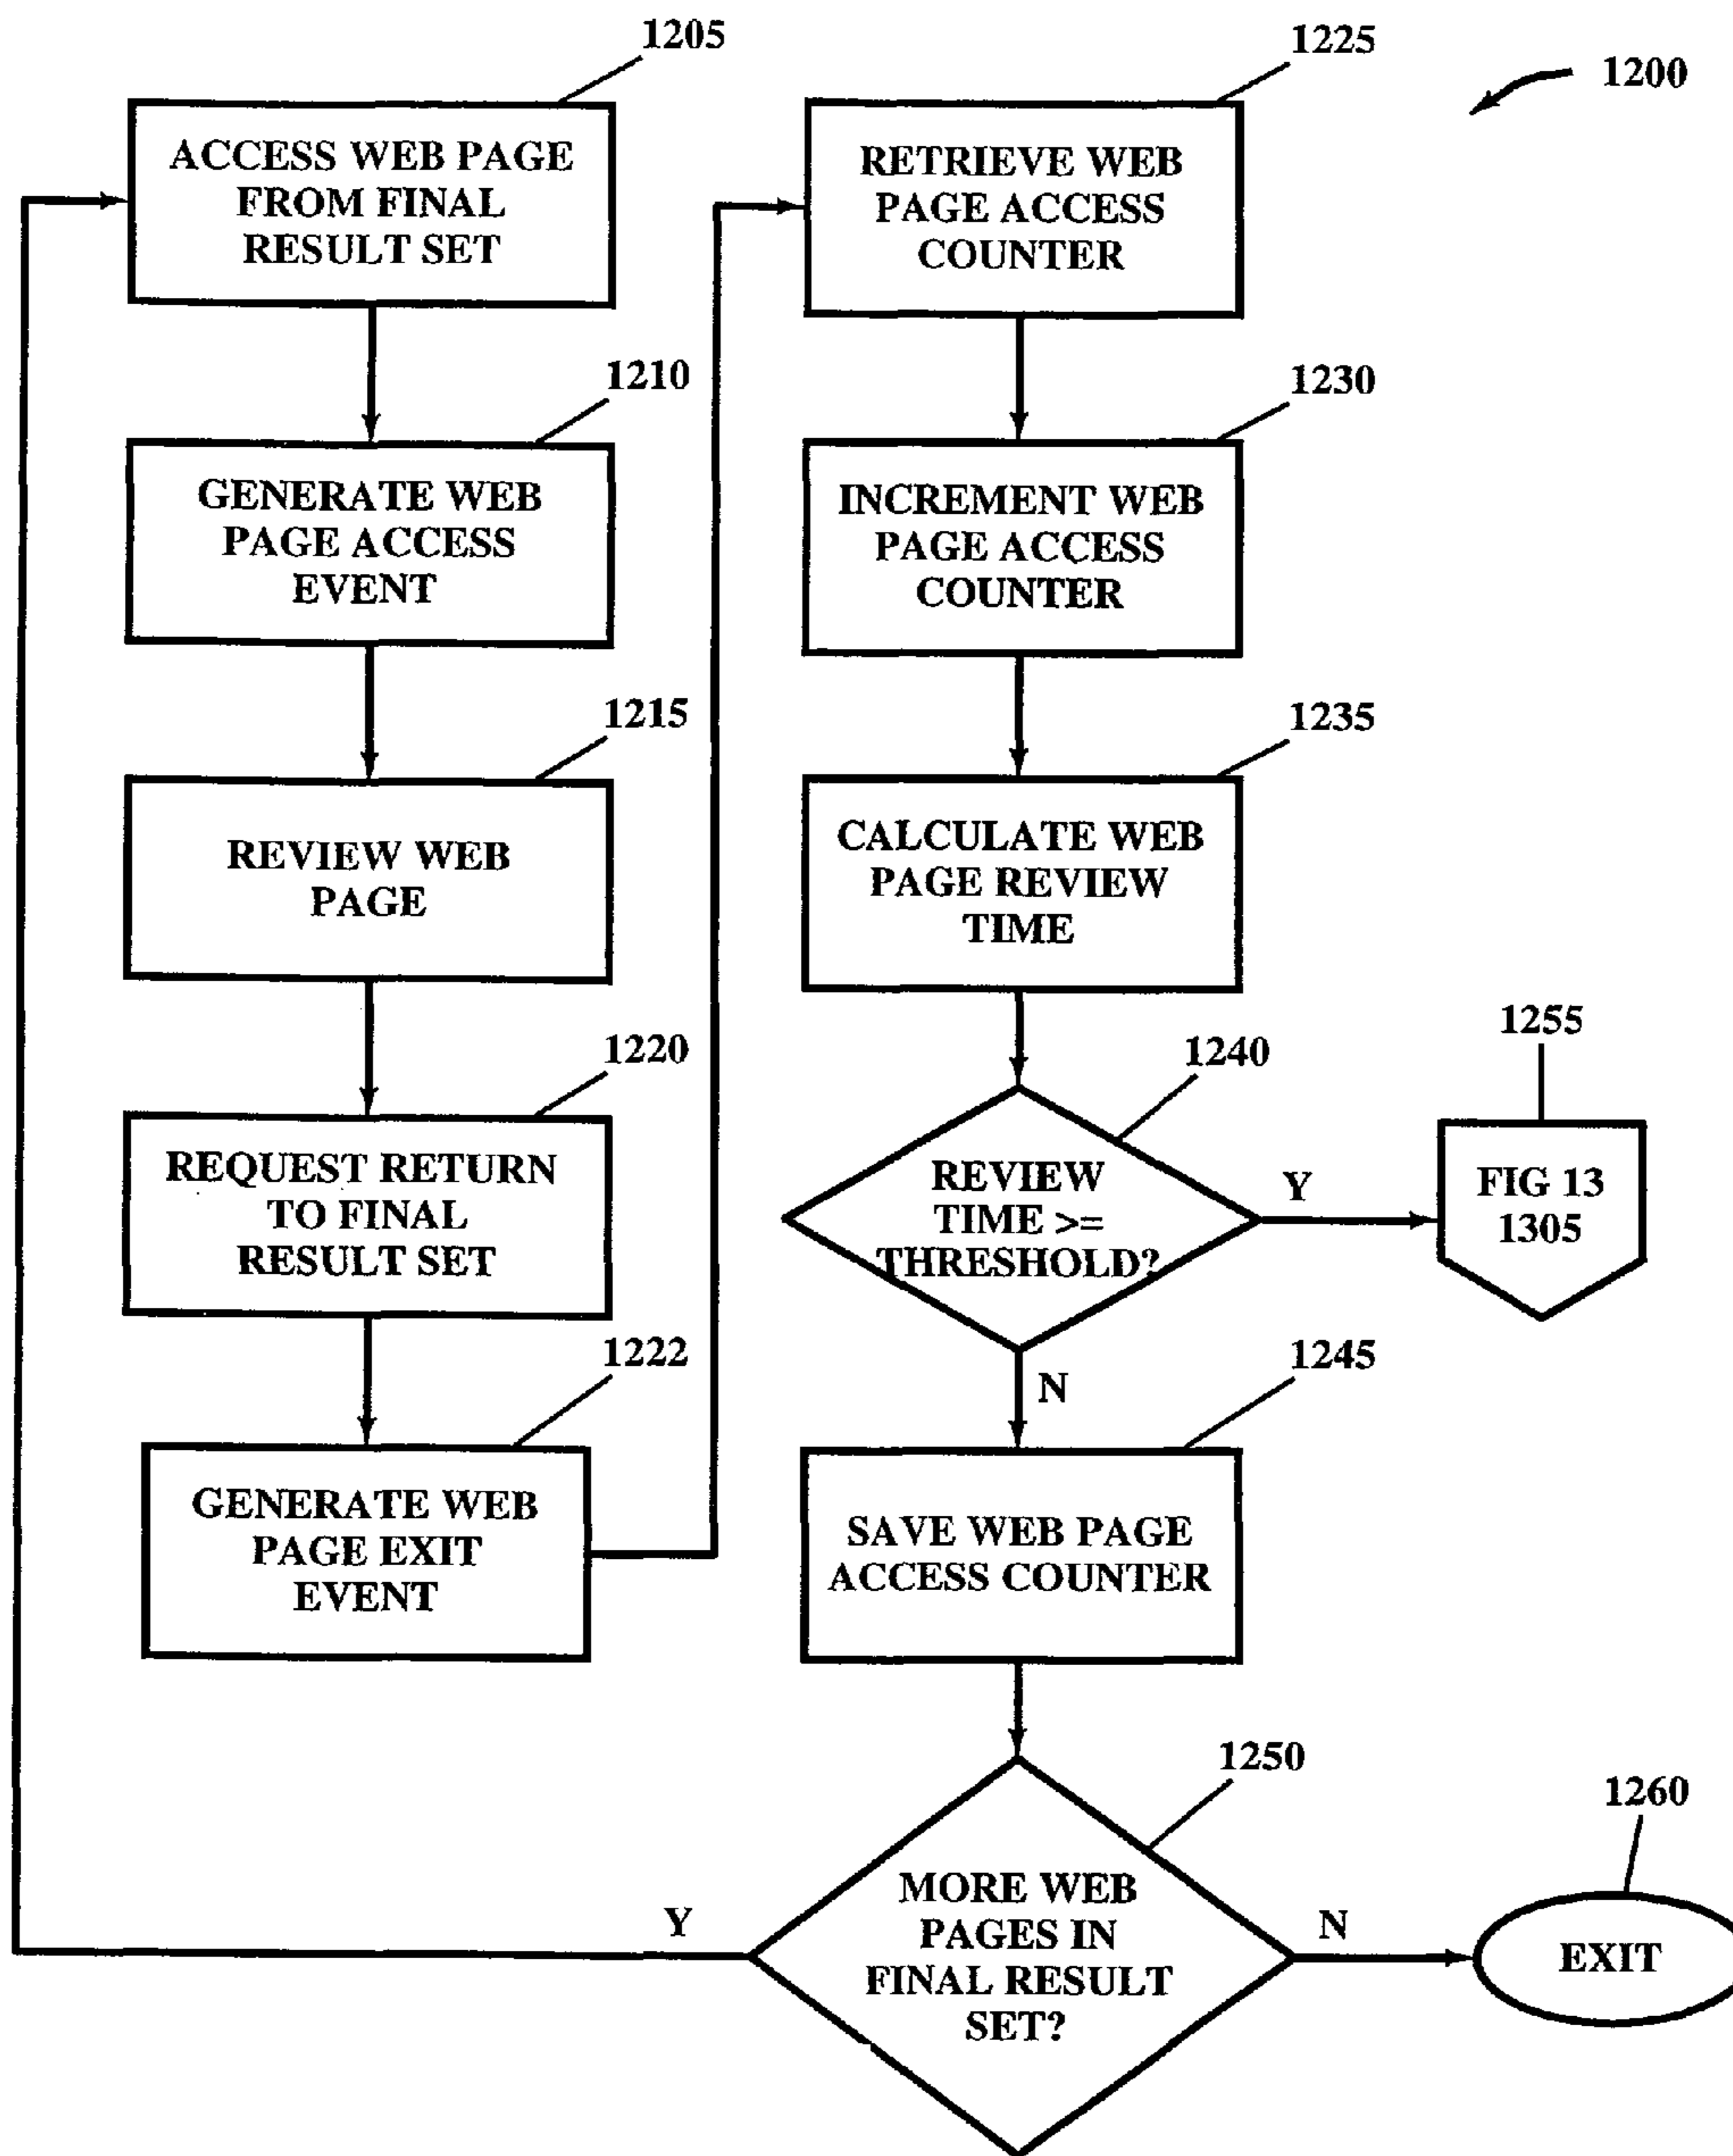 1200
1205
ACCESS WEB PAGE
FROM FINAL
RESULT SET
1210
GENERATE WEB
PAGE ACCESS
EVENT
1215
REVIEW WEB
PAGE
1220
REQUEST RETURN
TO FINAL
RESULT SET
1222
GENERATE WEB
PAGE EXIT
EVENT
1225
RETRIEVE WEB
PAGE ACCESS
COUNTER
1230
INCREMENT WEB
PAGE ACCESS
COUNTER
1235
CALCULATE WEB
PAGE REVIEW
TIME
1240
REVIEW
TIME >=
THRESHOLD?
Y
1255
FIG 13
1305
N
1245
SAVE WEB PAGE
ACCESS COUNTER
1250
MORE WEB
PAGES IN
FINAL RESULT
SET?
Y
N
1260
EXIT